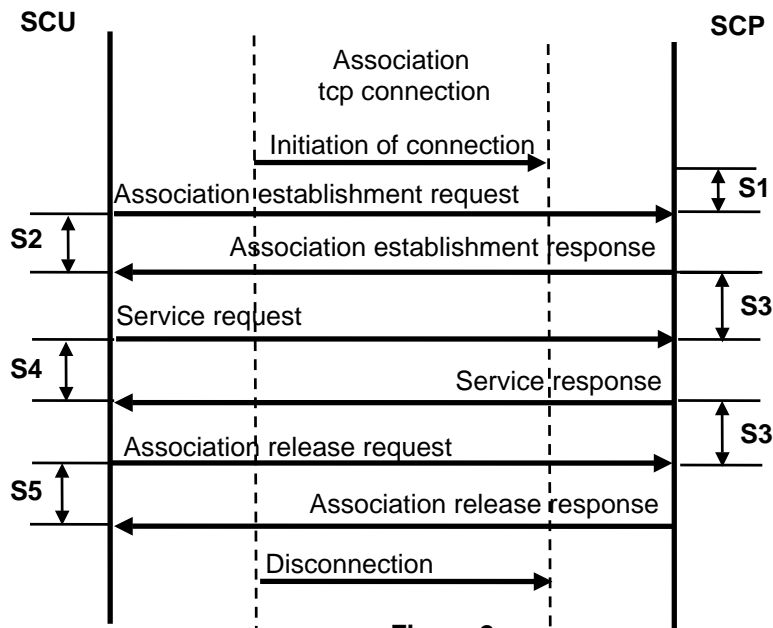 SCU
SCP
Association
tcp connection
Initiation of connection
S1
Association establishment request
S2
Association establishment response
S3
Service request
S4
Service response
S3
Association release request
S5
Association release response
Disconnection